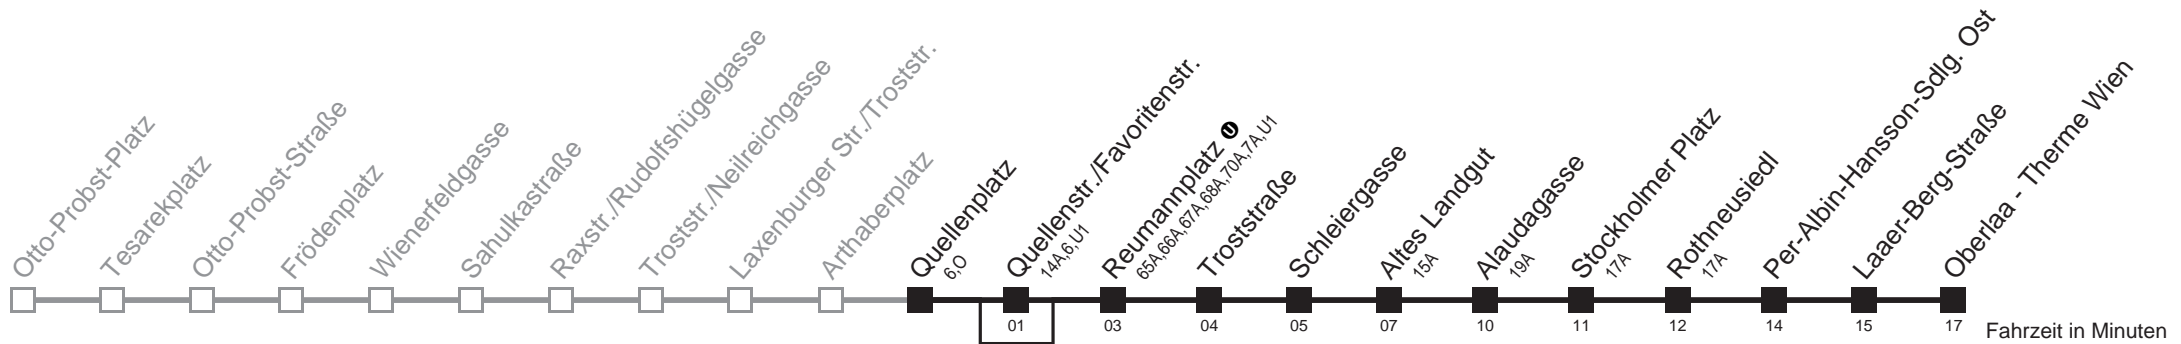 Otto-Probst-Platz
Tesarekplatz
Otto-Probst-Straße
Frödenplatz
Wienerfeldgasse
Sahulkastraße
Raxstr./Rudolfshügelgasse
Troststr./Neilreichgasse
Laxenburger Str./Troststr.
Arthaberplatz
Quellenplatz
6,O
Quellenstr./Favoritenstr.
14A,6,U1
Reumannplatz U
65A,66A,67A,68A,70A,7A,U1
Troststraße
Schleiergasse
Altes Landgut
15A
Alaudagasse
19A
Stockholmer Platz
17A
Rothneusiedl
17A
Per-Albin-Hansson-Sdlg. Ost
Laaer-Berg-Straße
Oberlaa - Therme Wien
01 03 04 05 07 10 11 12 14 15 17 Fahrzeit in Minuten